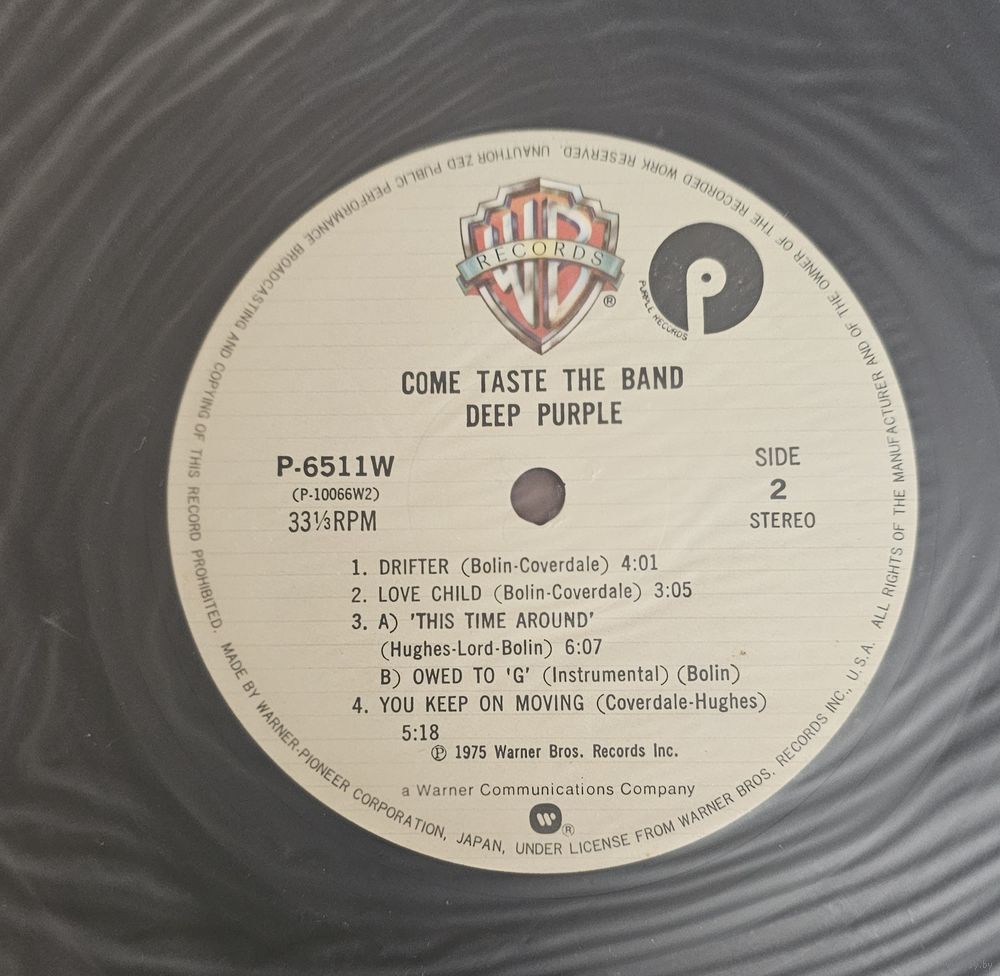 WB
RECORDS
®
PURPLE RECORDS
COME TASTE THE BAND
DEEP PURPLE
P-6511W
(P-10066W2)
33⅓RPM
SIDE
2
STEREO
1. DRIFTER (Bolin-Coverdale) 4:01
2. LOVE CHILD (Bolin-Coverdale) 3:05
3. A) 'THIS TIME AROUND'
(Hughes-Lord-Bolin) 6:07
B) OWED TO 'G' (Instrumental) (Bolin)
4. YOU KEEP ON MOVING (Coverdale-Hughes)
5:18
℗ 1975 Warner Bros. Records Inc.
a Warner Communications Company
®
MADE BY WARNER-PIONEER CORPORATION, JAPAN, UNDER LICENSE FROM WARNER BROS. RECORDS INC., U.S.A. ALL RIGHTS OF THE MANUFACTURER AND OF THE OWNER OF THE RECORDED WORK RESERVED. UNAUTHOR ZED PUBLIC PERFORMANCE BROADCASTING AND COPYING OF THIS RECORD PROHIBITED.